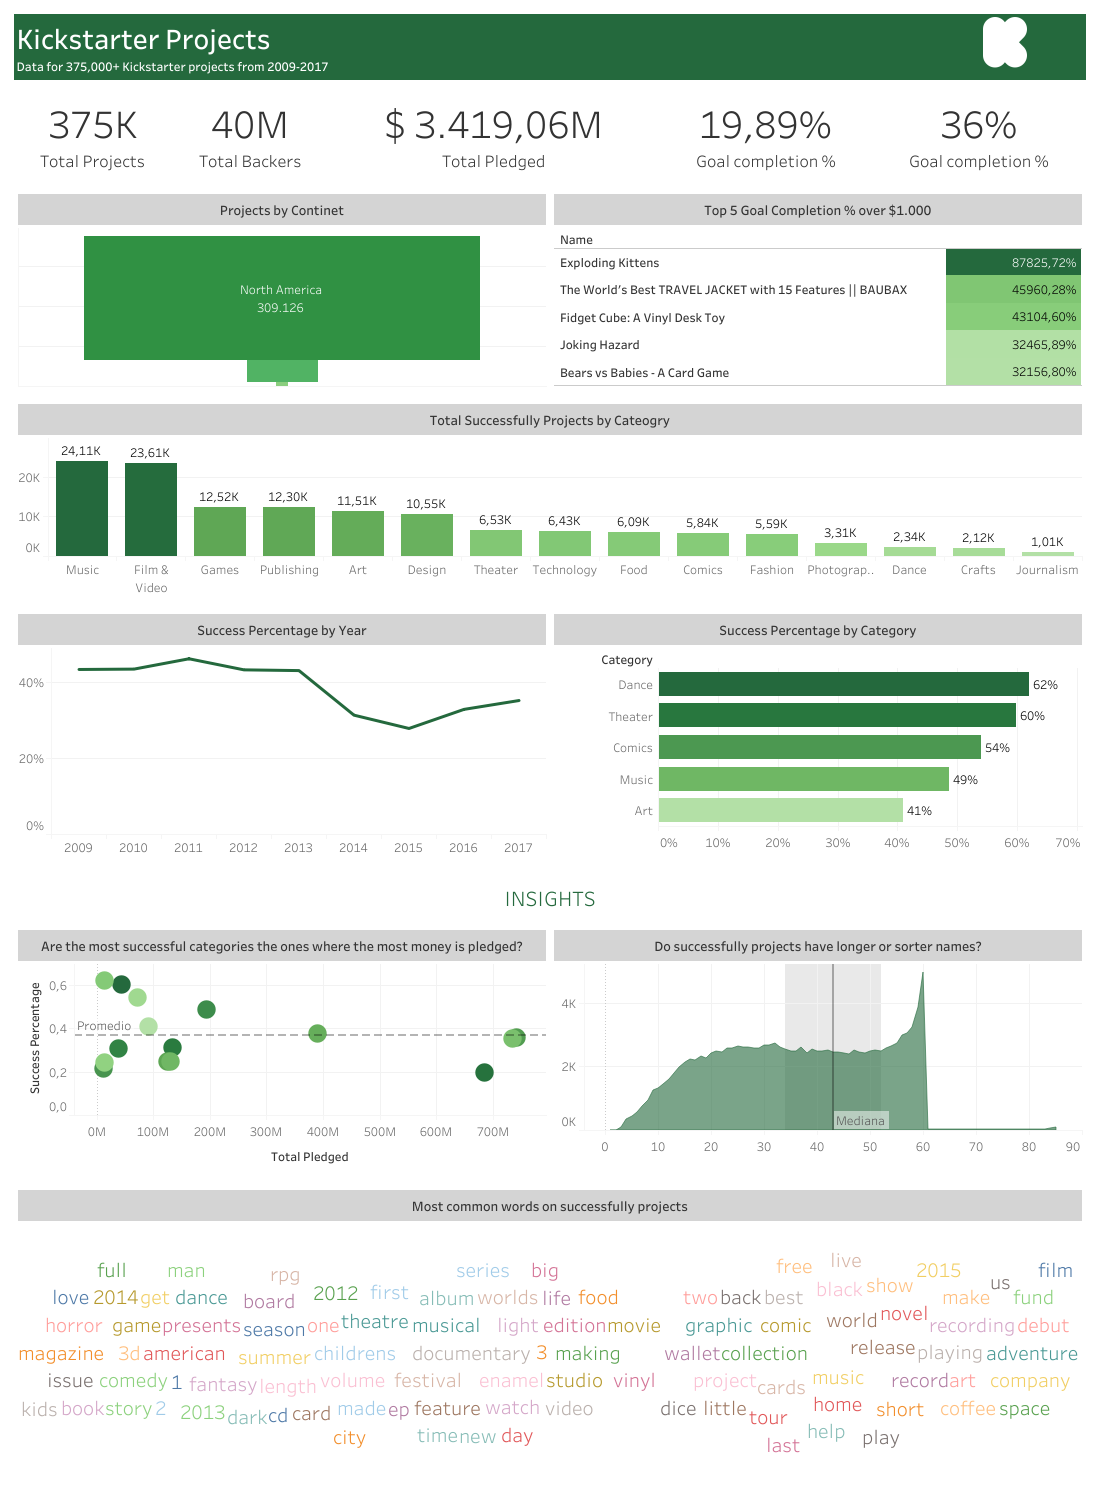 Kickstarter Projects
Data for 375,000+ Kickstarter projects from 2009-2017
375K
Total Projects
40M
Total Backers
$ 3.419,06M
Total Pledged
19,89%
Goal completion %
36%
Goal completion %
Projects by Continet
North America
309.126
Top 5 Goal Completion % over $1.000
Name
Exploding Kittens 87825,72%
The World's Best TRAVEL JACKET with 15 Features || BAUBAX 45960,28%
Fidget Cube: A Vinyl Desk Toy 43104,60%
Joking Hazard 32465,89%
Bears vs Babies - A Card Game 32156,80%
Total Successfully Projects by Cateogry
24,11K 23,61K 12,52K 12,30K 11,51K 10,55K 6,53K 6,43K 6,09K 5,84K 5,59K 3,31K 2,34K 2,12K 1,01K
20K
10K
0K
Music Film & Video Games Publishing Art Design Theater Technology Food Comics Fashion Photograp.. Dance Crafts Journalism
Success Percentage by Year
40%
20%
0%
2009 2010 2011 2012 2013 2014 2015 2016 2017
Success Percentage by Category
Category
Dance 62%
Theater 60%
Comics 54%
Music 49%
Art 41%
0% 10% 20% 30% 40% 50% 60% 70%
INSIGHTS
Are the most successful categories the ones where the most money is pledged?
Success Percentage
0,6
0,4
0,2
0,0
Promedio
0M 100M 200M 300M 400M 500M 600M 700M
Total Pledged
Do successfully projects have longer or sorter names?
4K
2K
0K
Mediana
0 10 20 30 40 50 60 70 80 90
Most common words on successfully projects
full man rpg series big free live 2015 us film
love 2014 get dance board 2012 first album worlds life food two back best black show make fund
horror game presents season one theatre musical light edition movie graphic comic world novel recording debut
magazine 3d american summer childrens documentary 3 making wallet collection release playing adventure
issue comedy 1 fantasy length volume festival enamel studio vinyl project cards music record art company
kids book story 2 2013 dark cd card made ep feature watch video dice little tour home short coffee space
city time new day last help play